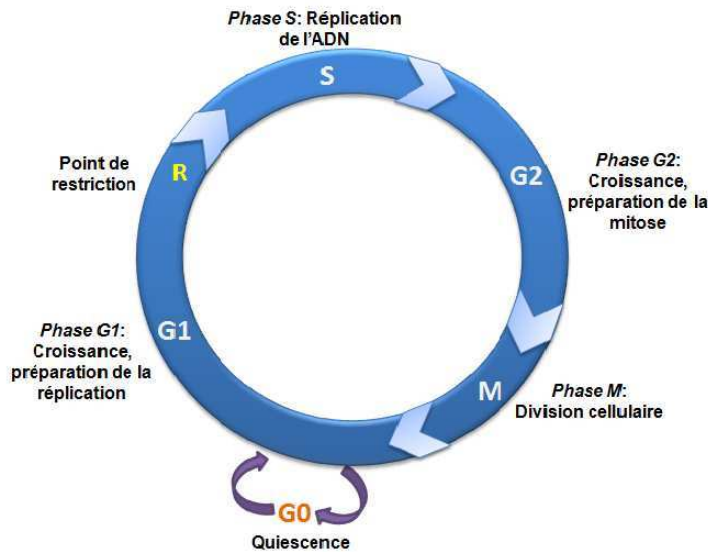 Phase S: Réplication
de l'ADN
S
Point de
restriction
R
G2
Phase G2:
Croissance,
préparation de la
mitose
Phase G1:
Croissance,
préparation de la
réplication
G1
M
Phase M:
Division cellulaire
G0
Quiescence